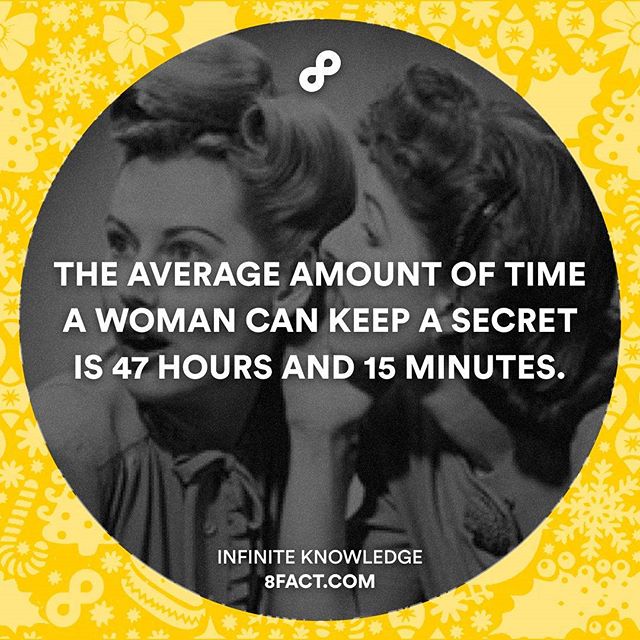 THE AVERAGE AMOUNT OF TIME
A WOMAN CAN KEEP A SECRET
IS 47 HOURS AND 15 MINUTES.
INFINITE KNOWLEDGE
8FACT.COM